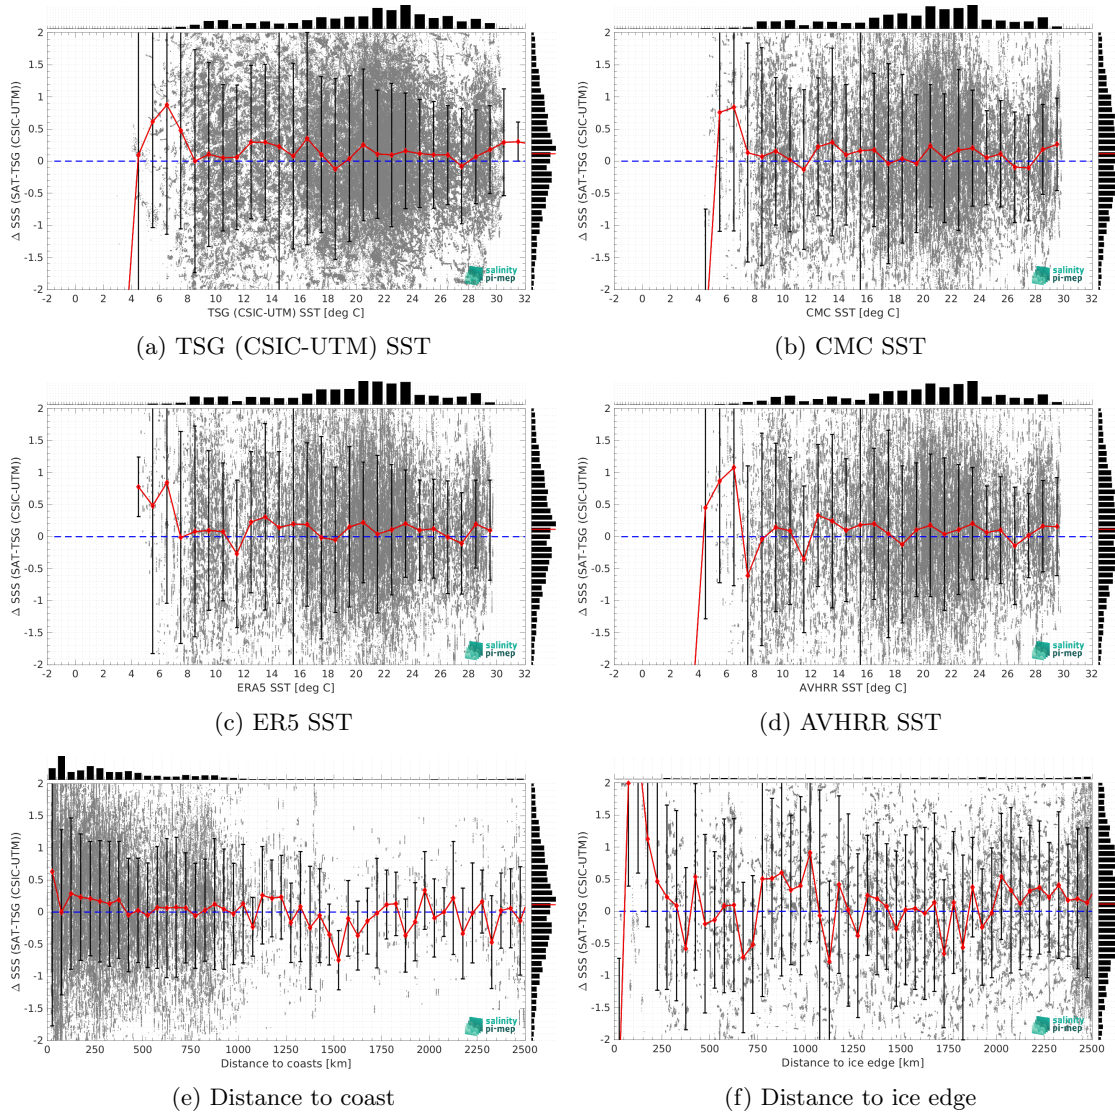 2
1.5
1
0.5
0
-0.5
-1
-1.5
-2
Δ SSS (SAT-TSG (CSIC-UTM))
salinity
pi-mep
-2 0 2 4 6 8 10 12 14 16 18 20 22 24 26 28 30 32
TSG (CSIC-UTM) SST [deg C]
(a) TSG (CSIC-UTM) SST
2
1.5
1
0.5
0
-0.5
-1
-1.5
-2
Δ SSS (SAT-TSG (CSIC-UTM))
salinity
pi-mep
-2 0 2 4 6 8 10 12 14 16 18 20 22 24 26 28 30 32
CMC SST [deg C]
(b) CMC SST
2
1.5
1
0.5
0
-0.5
-1
-1.5
-2
Δ SSS (SAT-TSG (CSIC-UTM))
salinity
pi-mep
-2 0 2 4 6 8 10 12 14 16 18 20 22 24 26 28 30 32
ERA5 SST [deg C]
(c) ER5 SST
2
1.5
1
0.5
0
-0.5
-1
-1.5
-2
Δ SSS (SAT-TSG (CSIC-UTM))
salinity
pi-mep
-2 0 2 4 6 8 10 12 14 16 18 20 22 24 26 28 30 32
AVHRR SST [deg C]
(d) AVHRR SST
2
1.5
1
0.5
0
-0.5
-1
-1.5
-2
Δ SSS (SAT-TSG (CSIC-UTM))
salinity
pi-mep
0 250 500 750 1000 1250 1500 1750 2000 2250 2500
Distance to coasts [km]
(e) Distance to coast
2
1.5
1
0.5
0
-0.5
-1
-1.5
-2
Δ SSS (SAT-TSG (CSIC-UTM))
salinity
pi-mep
0 250 500 750 1000 1250 1500 1750 2000 2250 2500
Distance to ice edge [km]
(f) Distance to ice edge